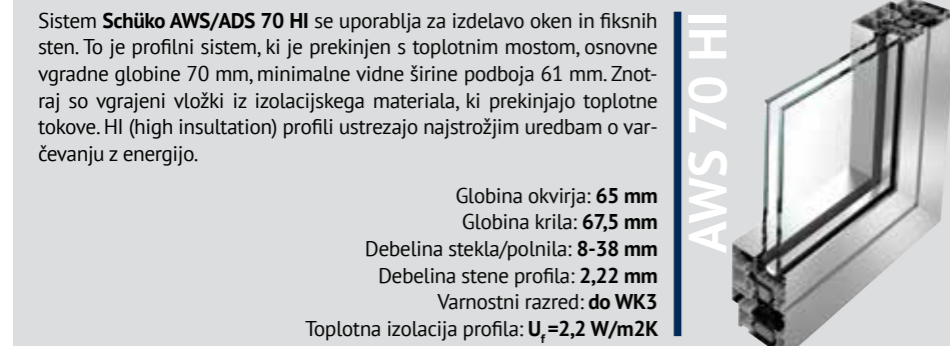 Sistem Schüko AWS/ADS 70 HI se uporablja za izdelavo oken in fiksnih
sten. To je profilni sistem, ki je prekinjen s toplotnim mostom, osnovne
vgradne globine 70 mm, minimalne vidne širine podboja 61 mm. Znot-
raj so vgrajeni vložki iz izolacijskega materiala, ki prekinjajo toplotne
tokove. HI (high insultation) profili ustrezajo najstrožjim uredbam o var-
čevanju z energijo.
Globina okvirja: 65 mm
Globina krila: 67,5 mm
Debelina stekla/polnila: 8-38 mm
Debelina stene profila: 2,22 mm
Varnostni razred: do WK3
Toplotna izolacija profila: Uf=2,2 W/m2K
AWS 70 HI